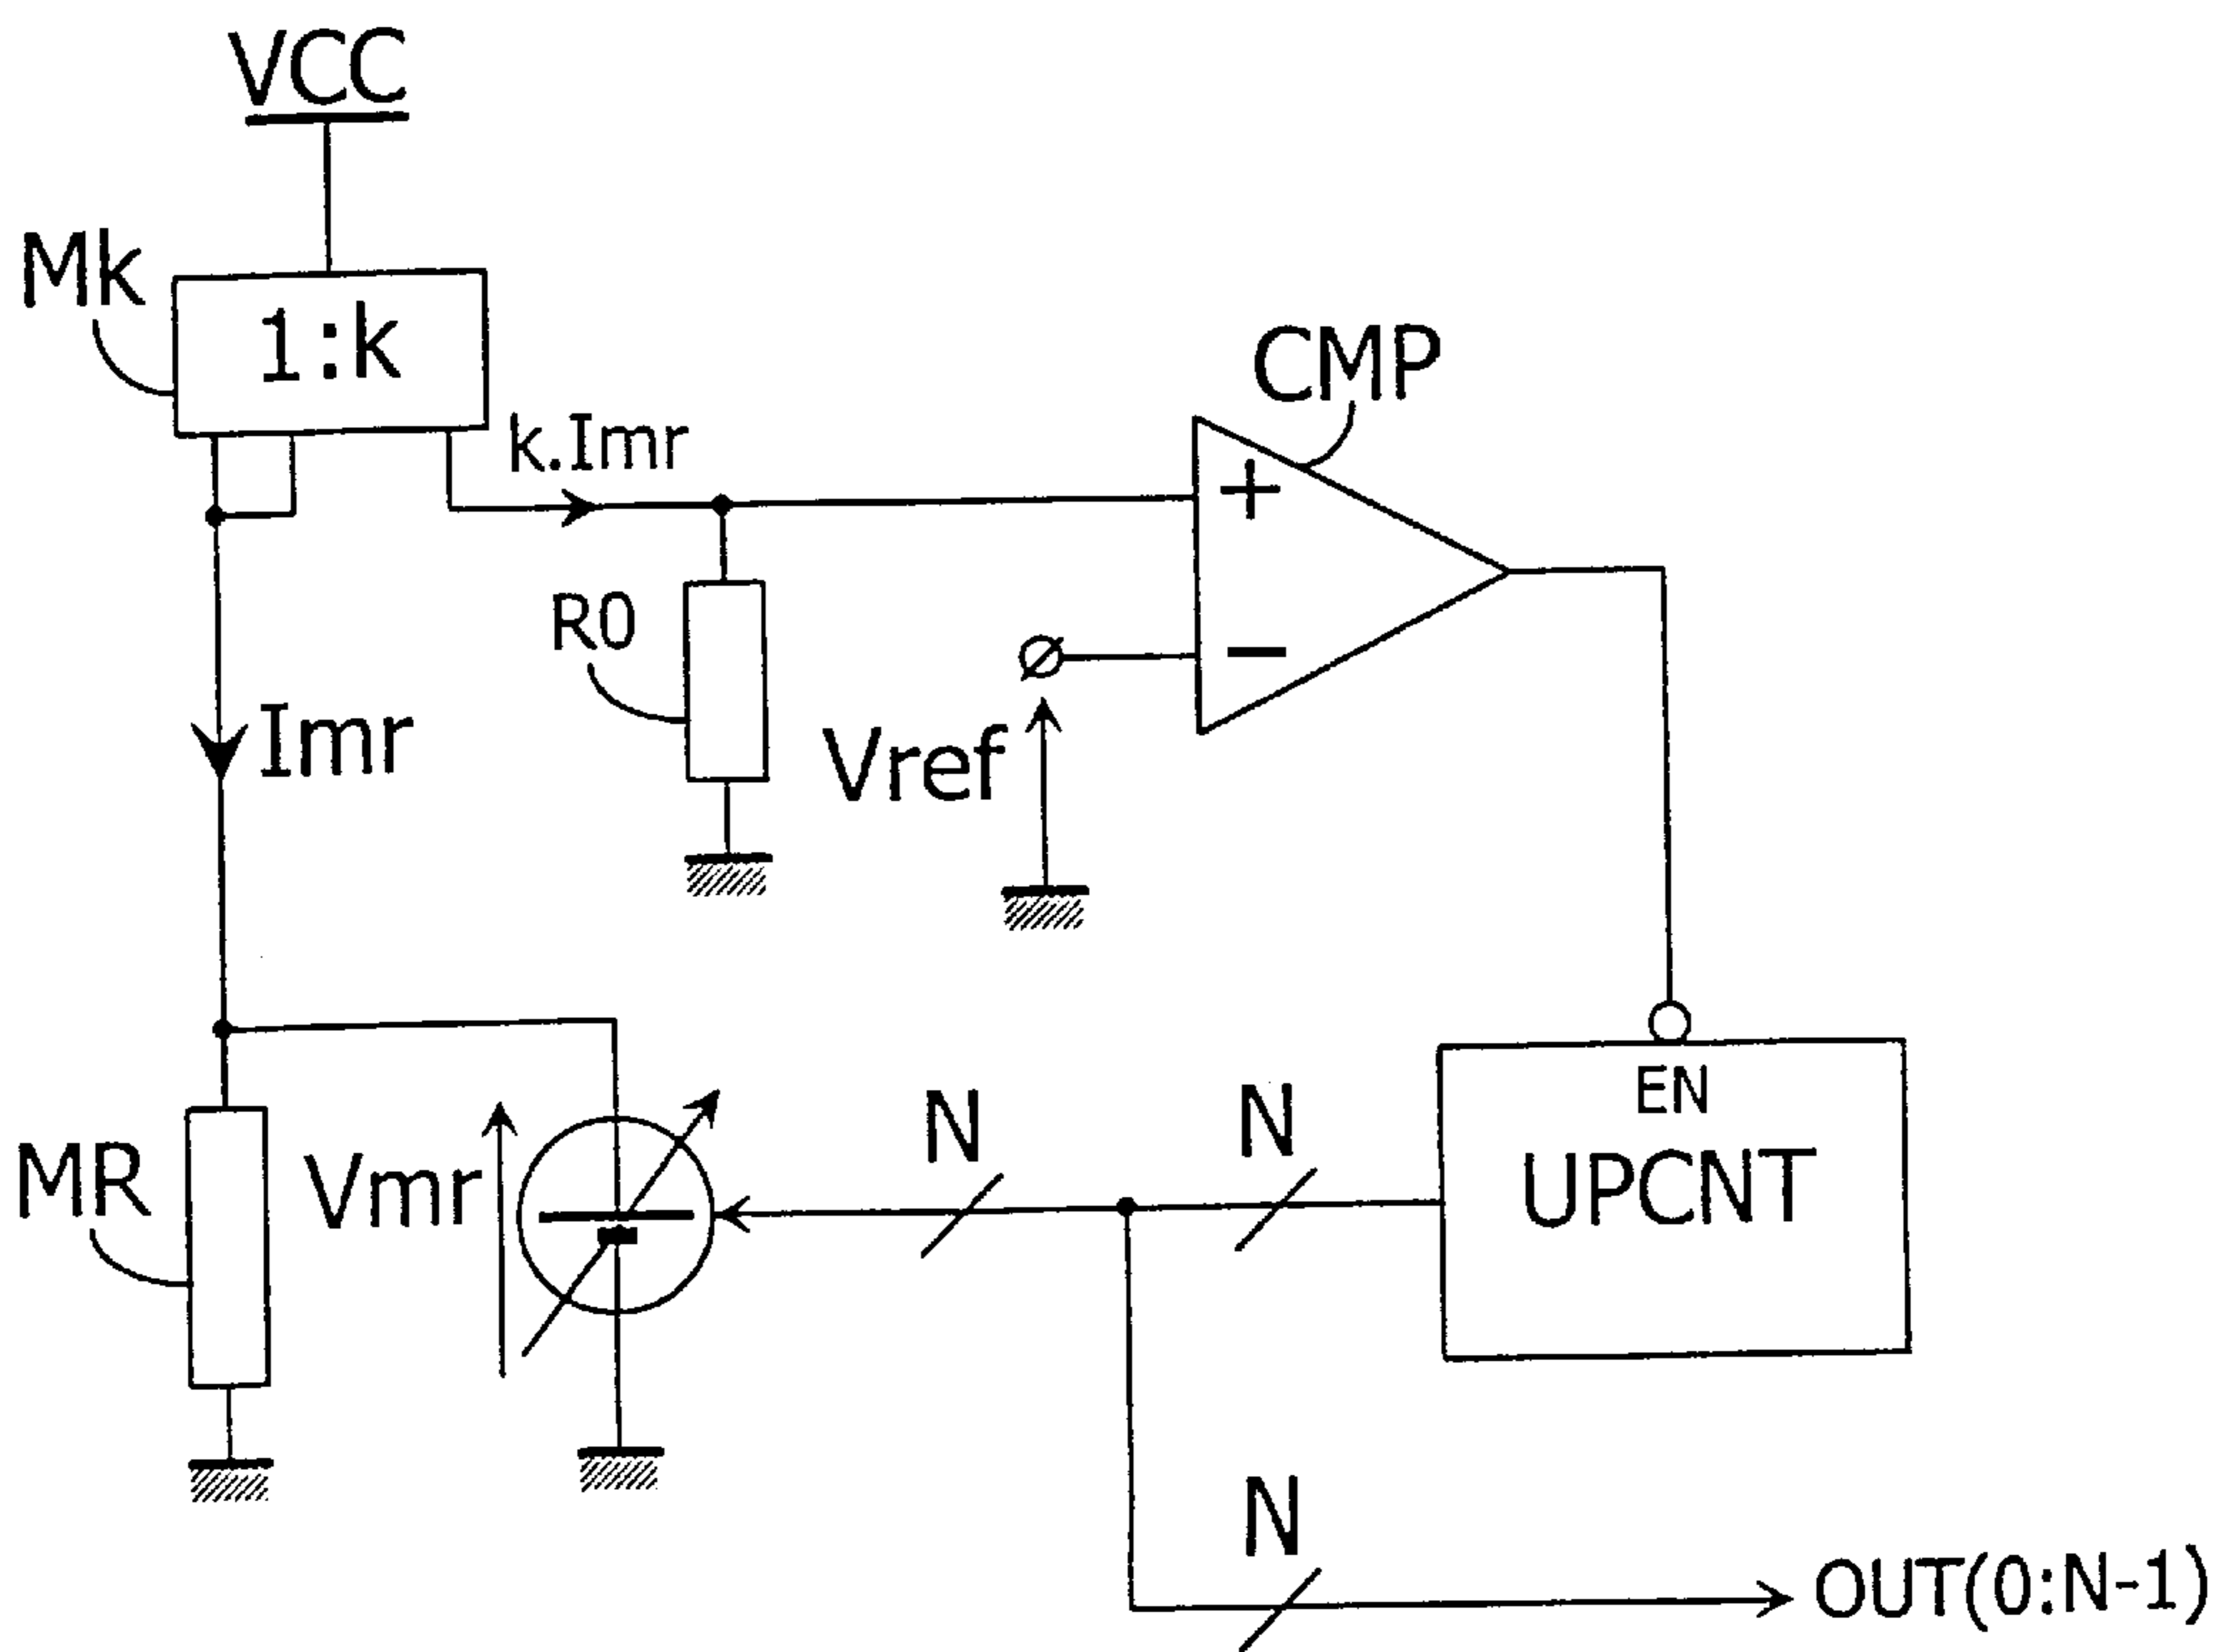 VCC
Mk
1:k
k.Imr
CMP
+
R0
−
Imr
Vref
EN
UPCNT
N
N
MR
Vmr
N
OUT(0:N-1)